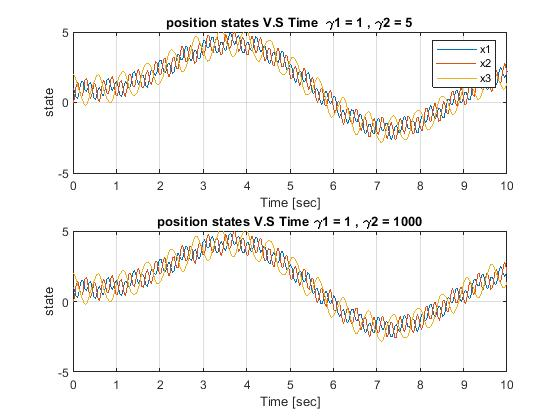 position states V.S Time γ1 = 1 , γ2 = 5
5
0
-5
state
x1
x2
x3
0 1 2 3 4 5 6 7 8 9 10
Time [sec]
position states V.S Time γ1 = 1 , γ2 = 1000
5
0
-5
state
0 1 2 3 4 5 6 7 8 9 10
Time [sec]